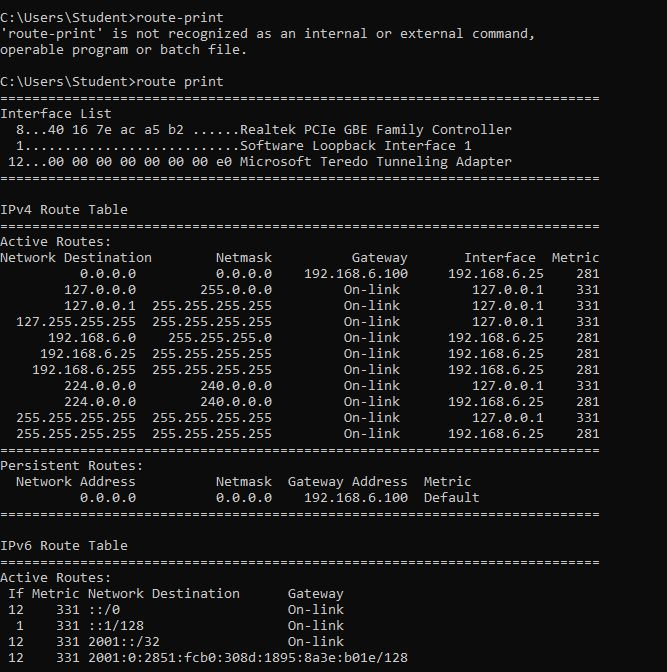 C:\Users\Student>route-print
'route-print' is not recognized as an internal or external command,
operable program or batch file.
C:\Users\Student>route print
===========================================================================
Interface List
  8...40 16 7e ac a5 b2 ......Realtek PCIe GBE Family Controller
  1...........................Software Loopback Interface 1
 12...00 00 00 00 00 00 00 e0 Microsoft Teredo Tunneling Adapter
===========================================================================
IPv4 Route Table
===========================================================================
Active Routes:
Network Destination        Netmask          Gateway       Interface  Metric
          0.0.0.0          0.0.0.0    192.168.6.100     192.168.6.25    281
        127.0.0.0        255.0.0.0         On-link         127.0.0.1    331
        127.0.0.1  255.255.255.255         On-link         127.0.0.1    331
  127.255.255.255  255.255.255.255         On-link         127.0.0.1    331
      192.168.6.0    255.255.255.0         On-link      192.168.6.25    281
     192.168.6.25  255.255.255.255         On-link      192.168.6.25    281
    192.168.6.255  255.255.255.255         On-link      192.168.6.25    281
        224.0.0.0        240.0.0.0         On-link         127.0.0.1    331
        224.0.0.0        240.0.0.0         On-link      192.168.6.25    281
  255.255.255.255  255.255.255.255         On-link         127.0.0.1    331
  255.255.255.255  255.255.255.255         On-link      192.168.6.25    281
===========================================================================
Persistent Routes:
  Network Address          Netmask  Gateway Address  Metric
          0.0.0.0          0.0.0.0    192.168.6.100  Default
===========================================================================
IPv6 Route Table
===========================================================================
Active Routes:
 If Metric Network Destination      Gateway
 12    331 ::/0                     On-link
  1    331 ::1/128                  On-link
 12    331 2001::/32                On-link
 12    331 2001:0:2851:fcb0:308d:1895:8a3e:b01e/128